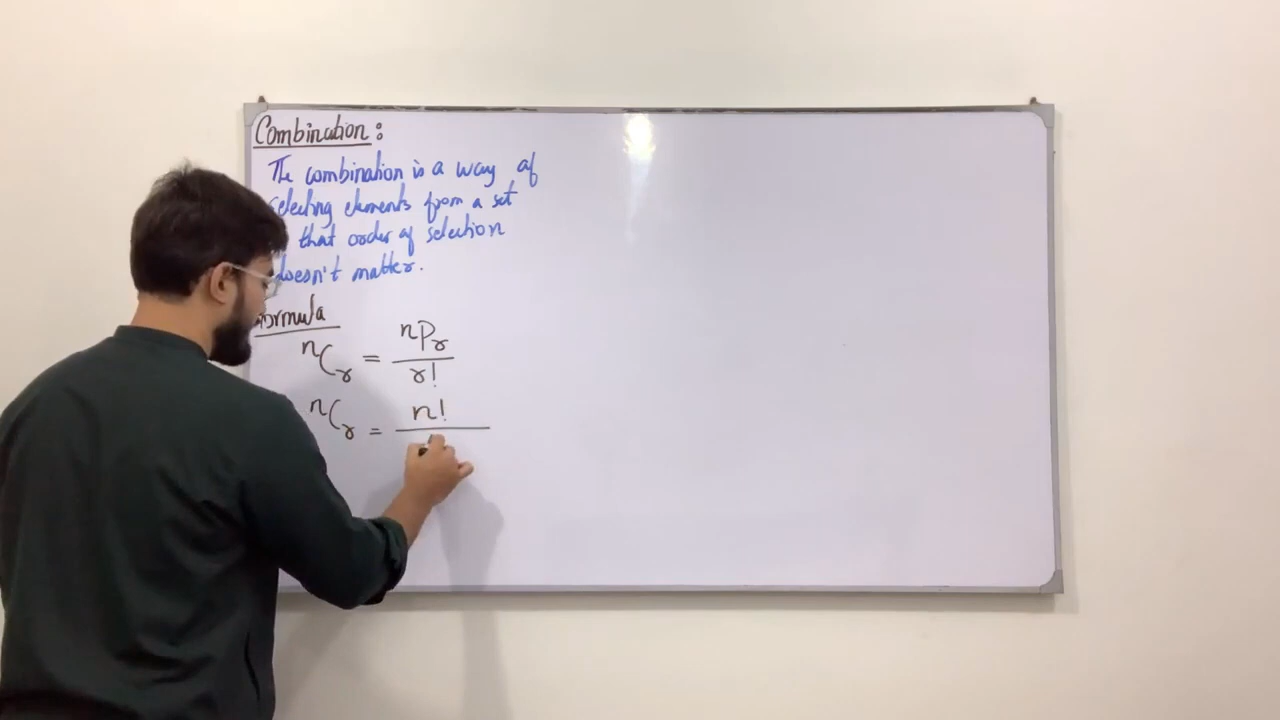 Combination:
The combination is a way of
selecting elements from a set
that order of selection
doesn't matter.
Formula
nCr = nPr / r!
nCr = n!